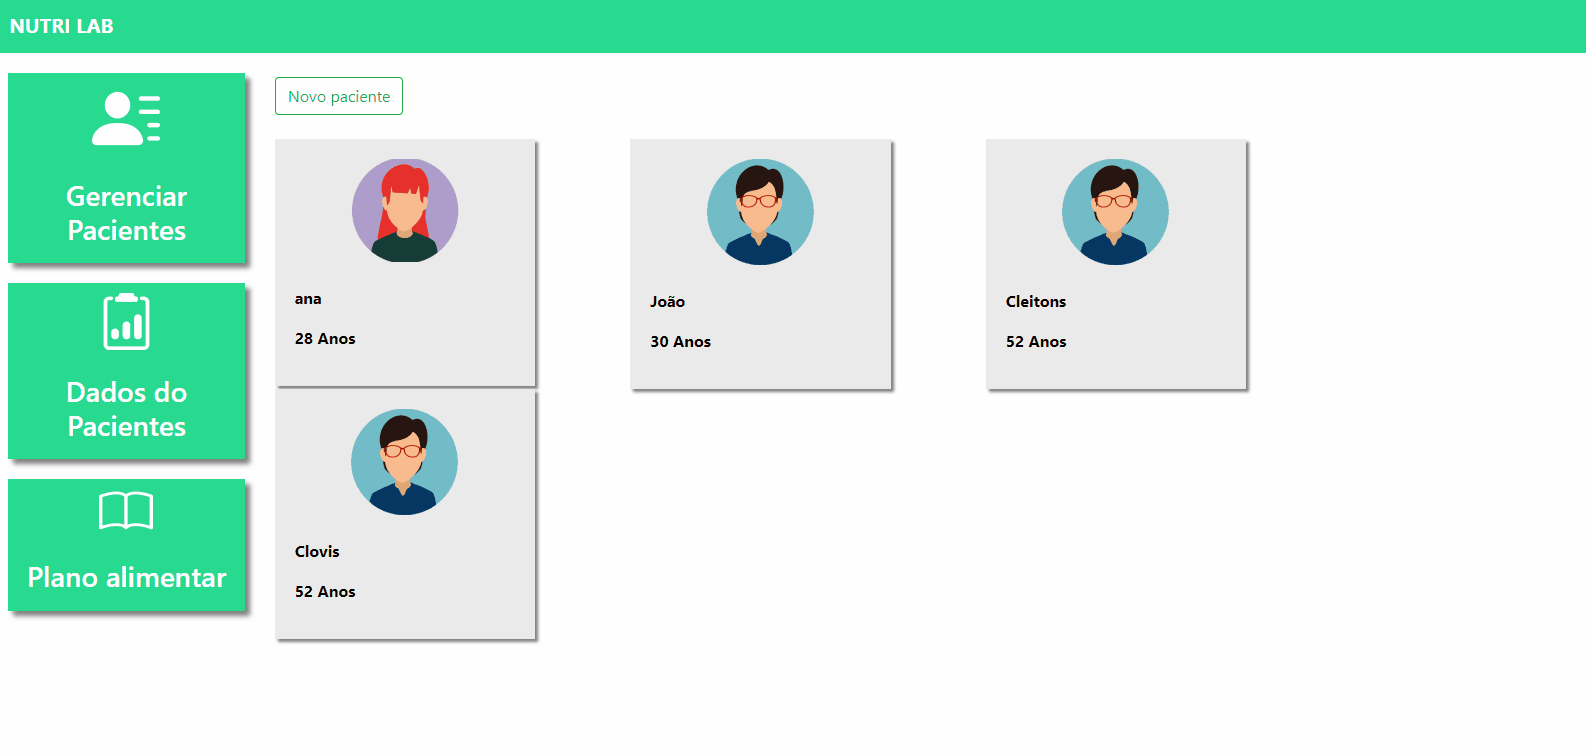 NUTRI LAB
Gerenciar
Pacientes
Dados do
Pacientes
Plano alimentar
Novo paciente
ana
28 Anos
João
30 Anos
Cleitons
52 Anos
Clovis
52 Anos